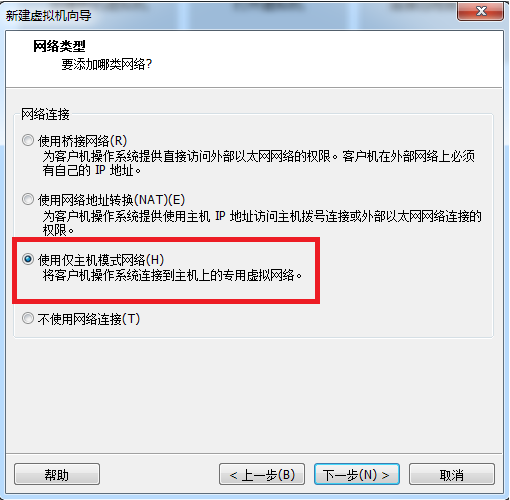 新建虚拟机向导
网络类型
要添加哪类网络?
网络连接
使用桥接网络(R)
为客户机操作系统提供直接访问外部以太网网络的权限。客户机在外部网络上必须
有自己的 IP 地址。
使用网络地址转换(NAT)(E)
为客户机操作系统提供使用主机 IP 地址访问主机拨号连接或外部以太网网络连接的
权限。
使用仅主机模式网络(H)
将客户机操作系统连接到主机上的专用虚拟网络。
不使用网络连接(T)
帮助
< 上一步(B)
下一步(N) >
取消